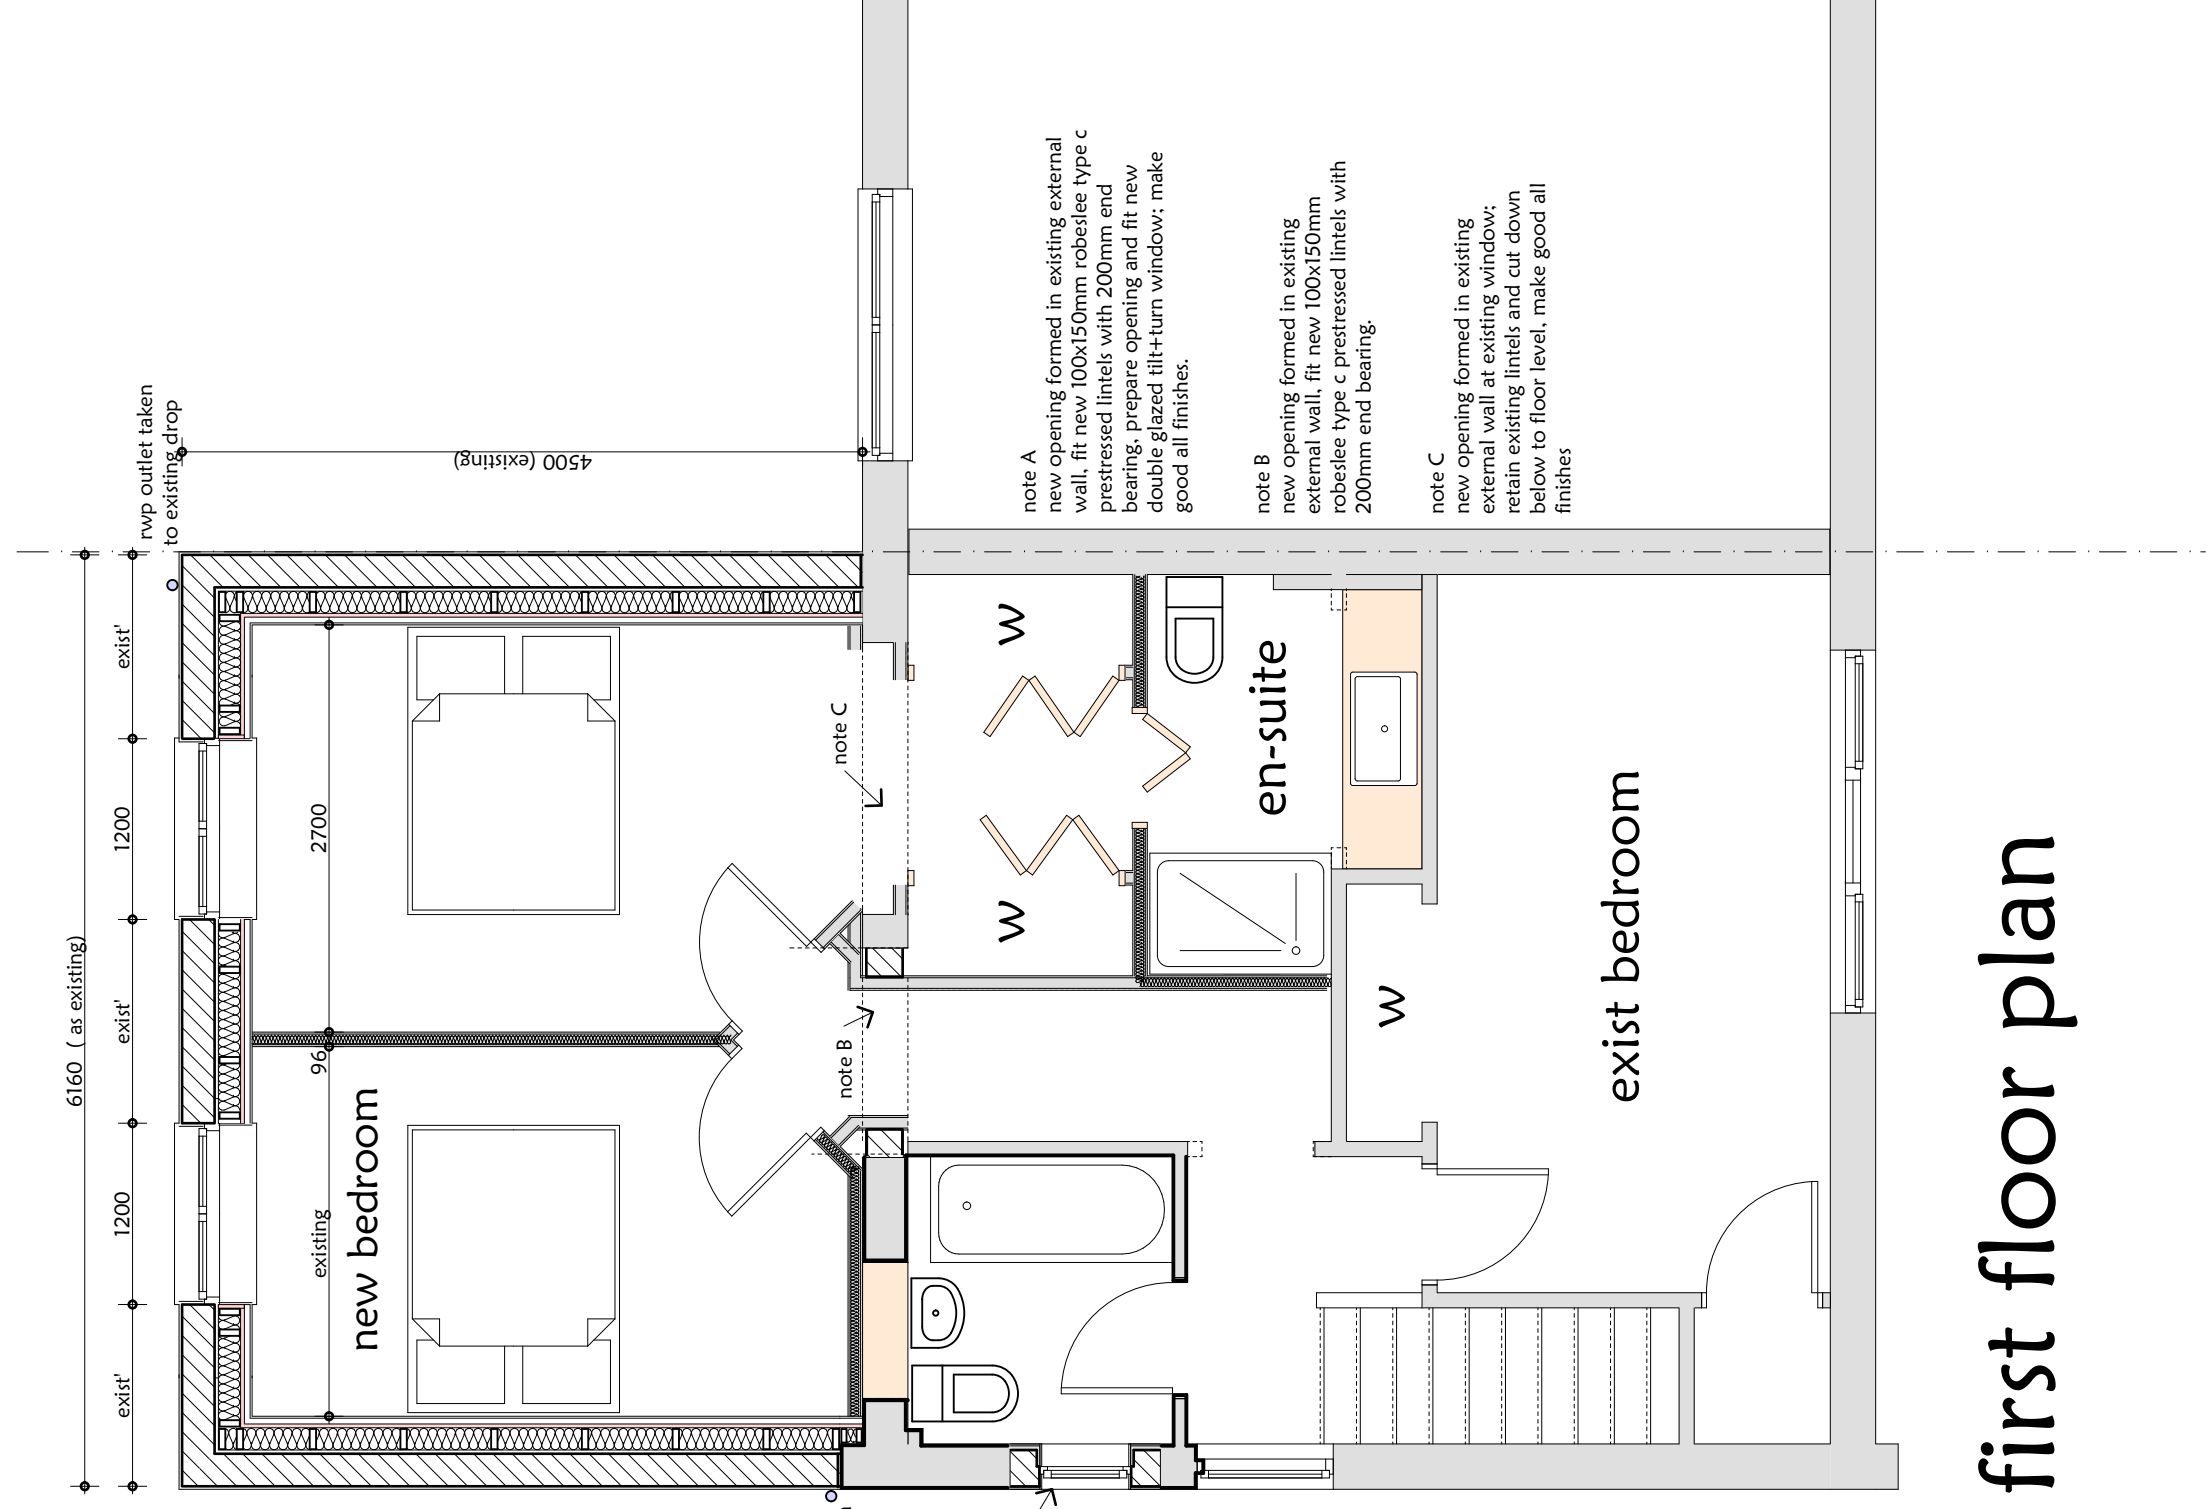 rwp outlet taken
to existing drop
4500 (existing)
6160 ( as existing)
exist'
1200
exist'
1200
exist'
2700
96
existing
new bedroom
note C
note B
w
w
en-suite
w
exist bedroom
note A
new opening formed in existing external
wall, fit new 100x150mm robeslee type c
prestressed lintels with 200mm end
bearing, prepare opening and fit new
double glazed tilt+turn window; make
good all finishes.
note B
new opening formed in existing
external wall, fit new 100x150mm
robeslee type c prestressed lintels with
200mm end bearing.
note C
new opening formed in existing
external wall at existing window;
retain existing lintels and cut down
below to floor level, make good all
finishes
first floor plan